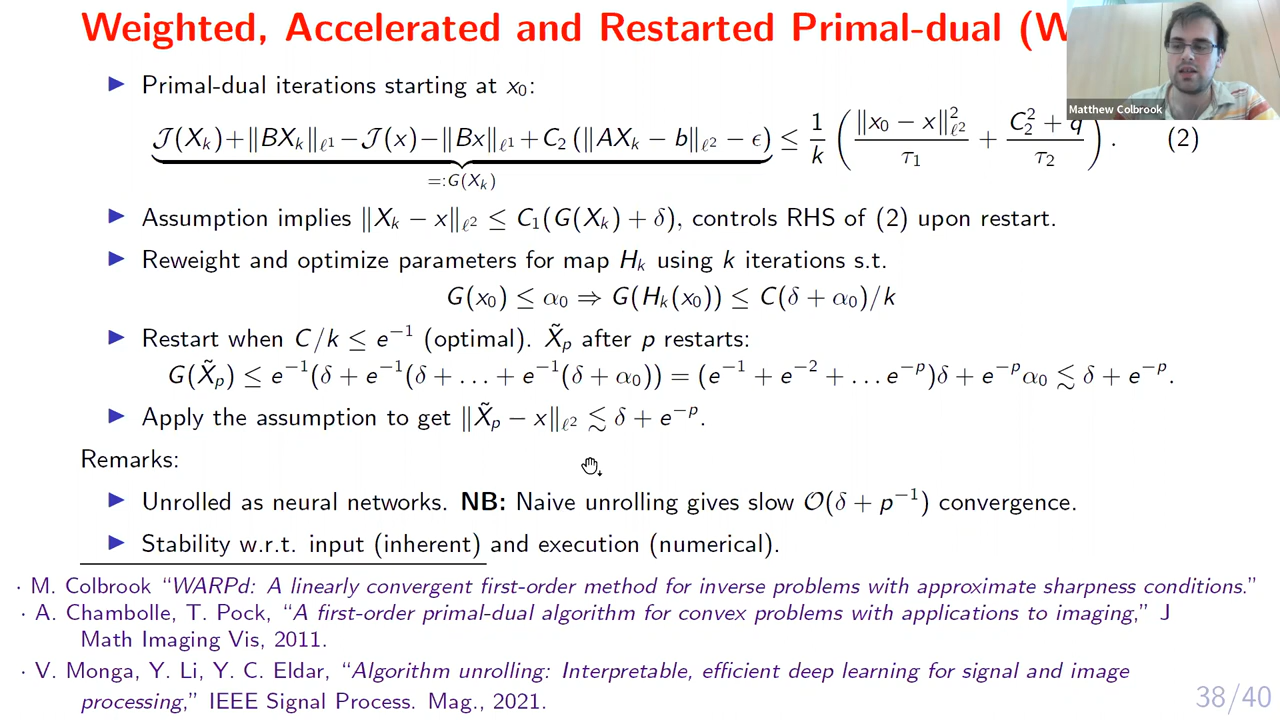 Weighted, Accelerated and Restarted Primal-dual (W
Matthew Colbrook
▶ Primal-dual iterations starting at x₀:
𝒥(X_k)+‖BX_k‖_{ℓ¹}−𝒥(x)−‖Bx‖_{ℓ¹}+C₂(‖AX_k − b‖_{ℓ²} − ϵ) ≤ 1/k (‖x₀ − x‖²_{ℓ²}/τ₁ + (C₂² + q)/τ₂). (2)
=:G(X_k)
▶ Assumption implies ‖X_k − x‖_{ℓ²} ≤ C₁(G(X_k) + δ), controls RHS of (2) upon restart.
▶ Reweight and optimize parameters for map H_k using k iterations s.t.
G(x₀) ≤ α₀ ⇒ G(H_k(x₀)) ≤ C(δ + α₀)/k
▶ Restart when C/k ≤ e⁻¹ (optimal). X̃_p after p restarts:
G(X̃_p) ≤ e⁻¹(δ + e⁻¹(δ + … + e⁻¹(δ + α₀)) = (e⁻¹ + e⁻² + … e⁻ᵖ)δ + e⁻ᵖα₀ ≲ δ + e⁻ᵖ.
▶ Apply the assumption to get ‖X̃_p − x‖_{ℓ²} ≲ δ + e⁻ᵖ.
Remarks:
▶ Unrolled as neural networks. NB: Naive unrolling gives slow 𝒪(δ + p⁻¹) convergence.
▶ Stability w.r.t. input (inherent) and execution (numerical).
· M. Colbrook “WARPd: A linearly convergent first-order method for inverse problems with approximate sharpness conditions.”
· A. Chambolle, T. Pock, “A first-order primal-dual algorithm for convex problems with applications to imaging,” J
Math Imaging Vis, 2011.
· V. Monga, Y. Li, Y. C. Eldar, “Algorithm unrolling: Interpretable, efficient deep learning for signal and image
processing,” IEEE Signal Process. Mag., 2021.
38/40